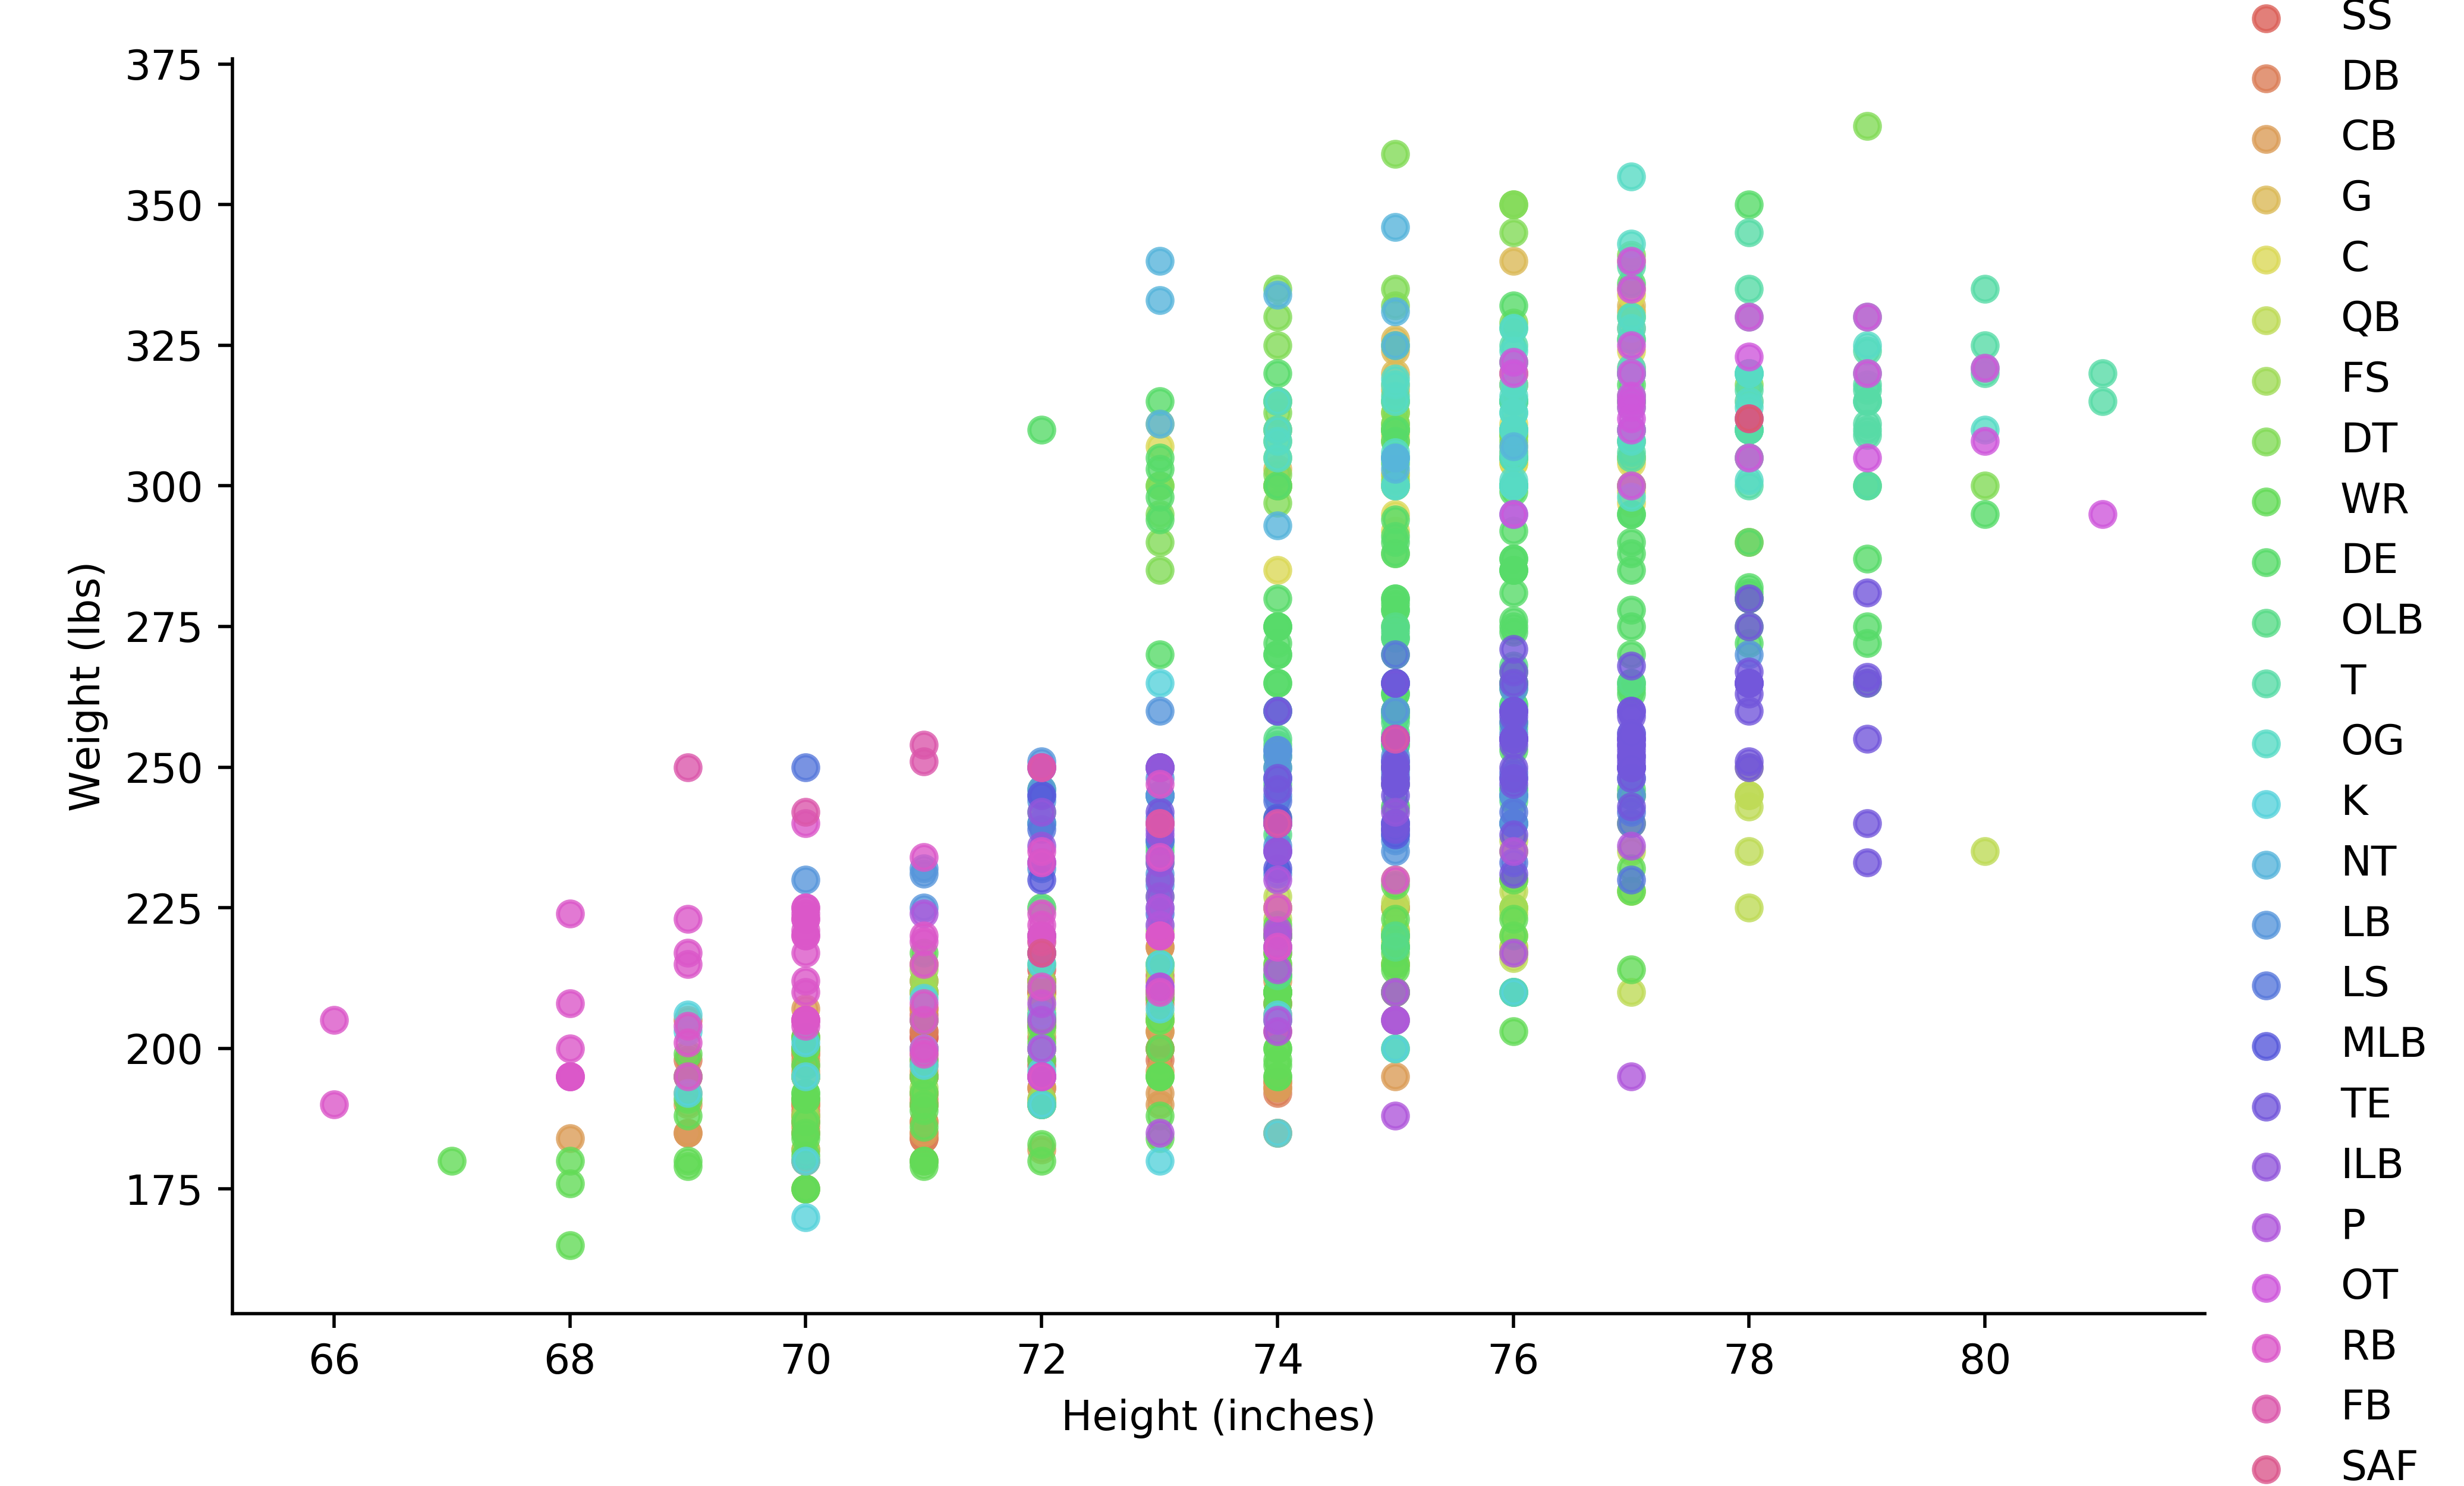 375
350
325
300
275
250
225
200
175
Weight (lbs)
66 68 70 72 74 76 78 80
Height (inches)
SS
DB
CB
G
C
QB
FS
DT
WR
DE
OLB
T
OG
K
NT
LB
LS
MLB
TE
ILB
P
OT
RB
FB
SAF